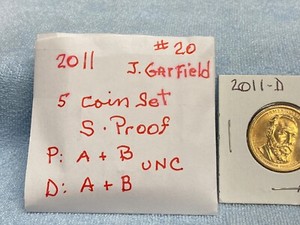 2011 #20
J. Garfield
5 Coin Set
S. Proof
P: A + B UNC
D: A + B
2011-D